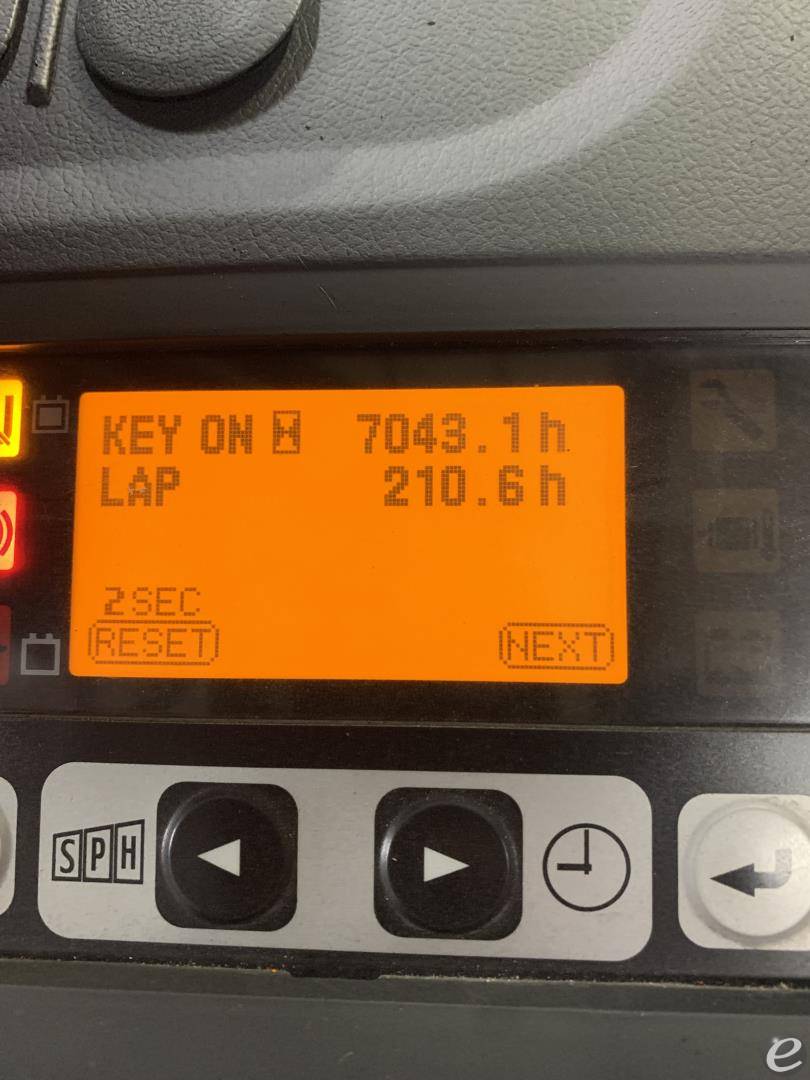 KEY ON 7043.1h
LAP 210.6h
2SEC
RESET NEXT
SPH
e